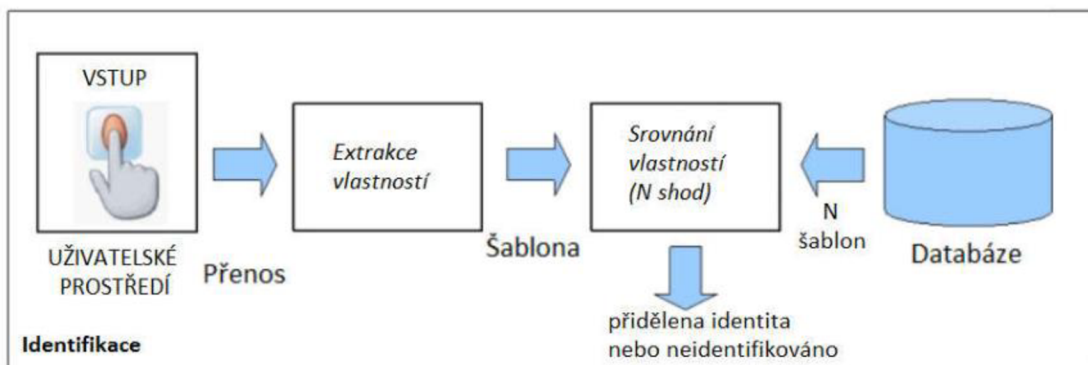 VSTUP
UŽIVATELSKÉ
PROSTŘEDÍ
Přenos
Extrakce
vlastností
Šablona
Srovnání
vlastností
(N shod)
N
šablon
Databáze
přidělena identita
nebo neidentifikováno
Identifikace